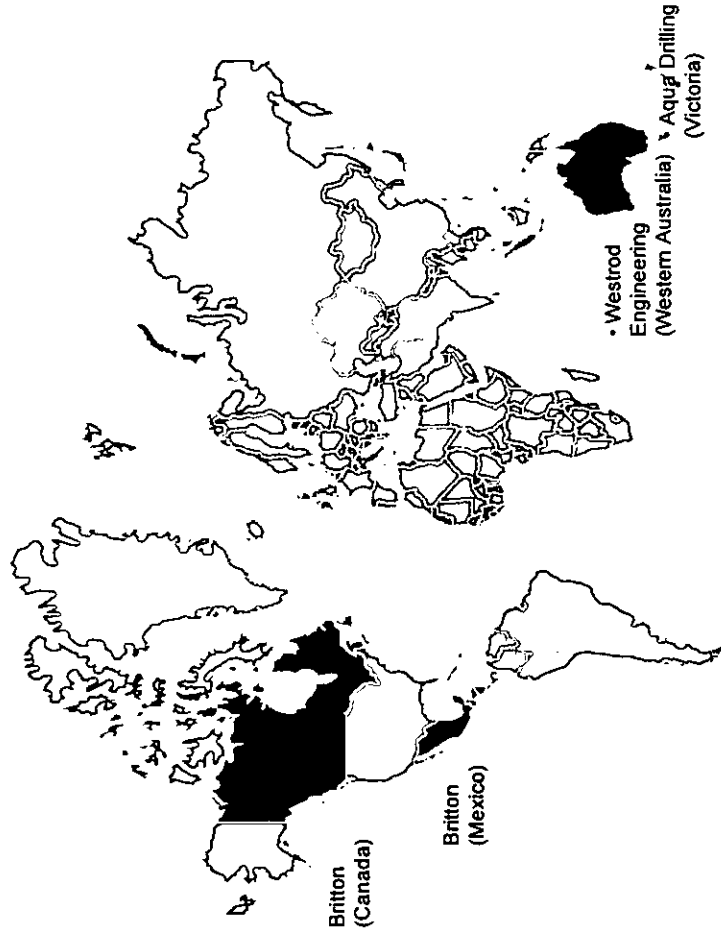 Britton
(Canada)
Britton
(Mexico)
• Westrod
Engineering
(Western Australia)
Aqua Drilling
(Victoria)